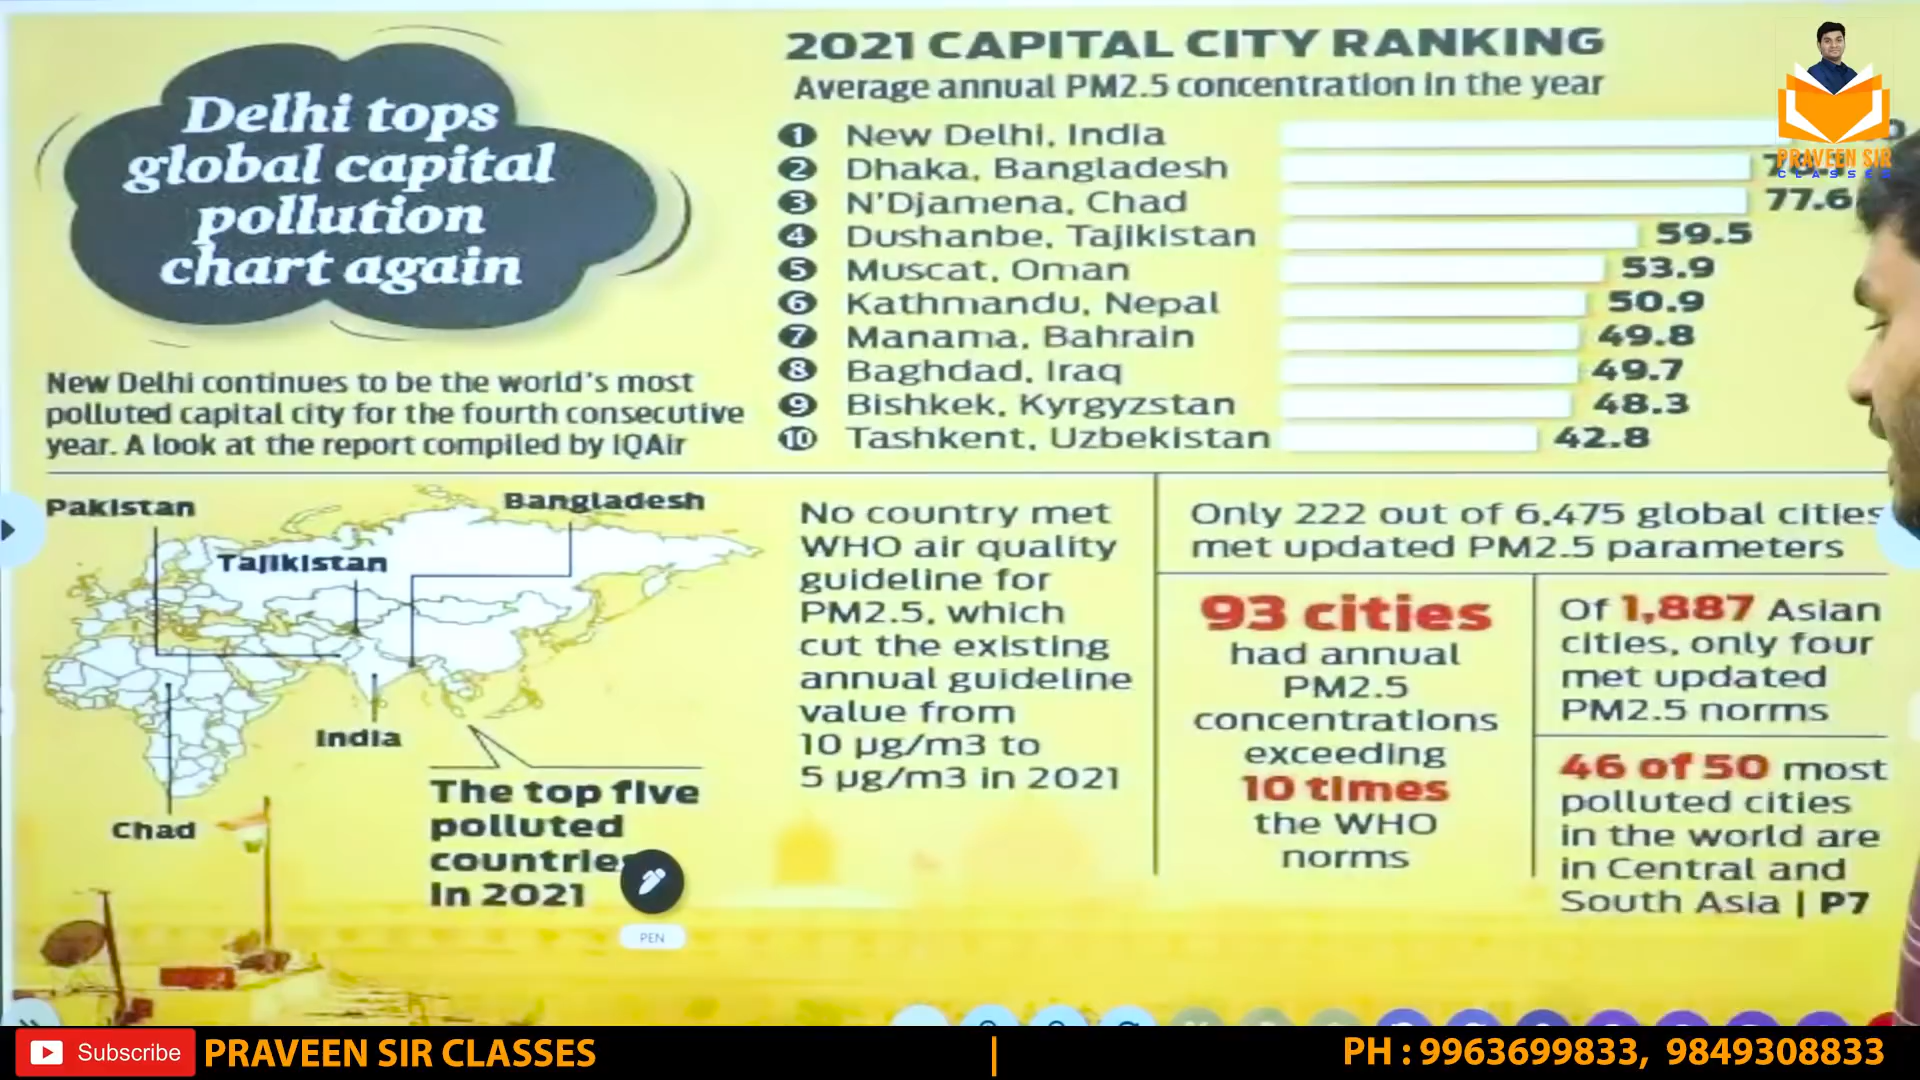 Delhi tops
global capital
pollution
chart again
New Delhi continues to be the world's most
polluted capital city for the fourth consecutive
year. A look at the report compiled by IQAir
2021 CAPITAL CITY RANKING
Average annual PM2.5 concentration in the year
1 New Delhi, India
2 Dhaka, Bangladesh
3 N'Djamena, Chad 77.6
4 Dushanbe, Tajikistan 59.5
5 Muscat, Oman 53.9
6 Kathmandu, Nepal 50.9
7 Manama, Bahrain 49.8
8 Baghdad, Iraq 49.7
9 Bishkek, Kyrgyzstan 48.3
10 Tashkent, Uzbekistan 42.8
PRAVEEN SIR
CLASSES
Pakistan
Bangladesh
Tajikistan
India
Chad
The top five
polluted
countries
in 2021
PEN
No country met
WHO air quality
guideline for
PM2.5, which
cut the existing
annual guideline
value from
10 µg/m3 to
5 µg/m3 in 2021
Only 222 out of 6,475 global cities
met updated PM2.5 parameters
93 cities
had annual
PM2.5
concentrations
exceeding
10 times
the WHO
norms
Of 1,887 Asian
cities, only four
met updated
PM2.5 norms
46 of 50 most
polluted cities
in the world are
in Central and
South Asia | P7
Subscribe PRAVEEN SIR CLASSES | PH : 9963699833, 9849308833